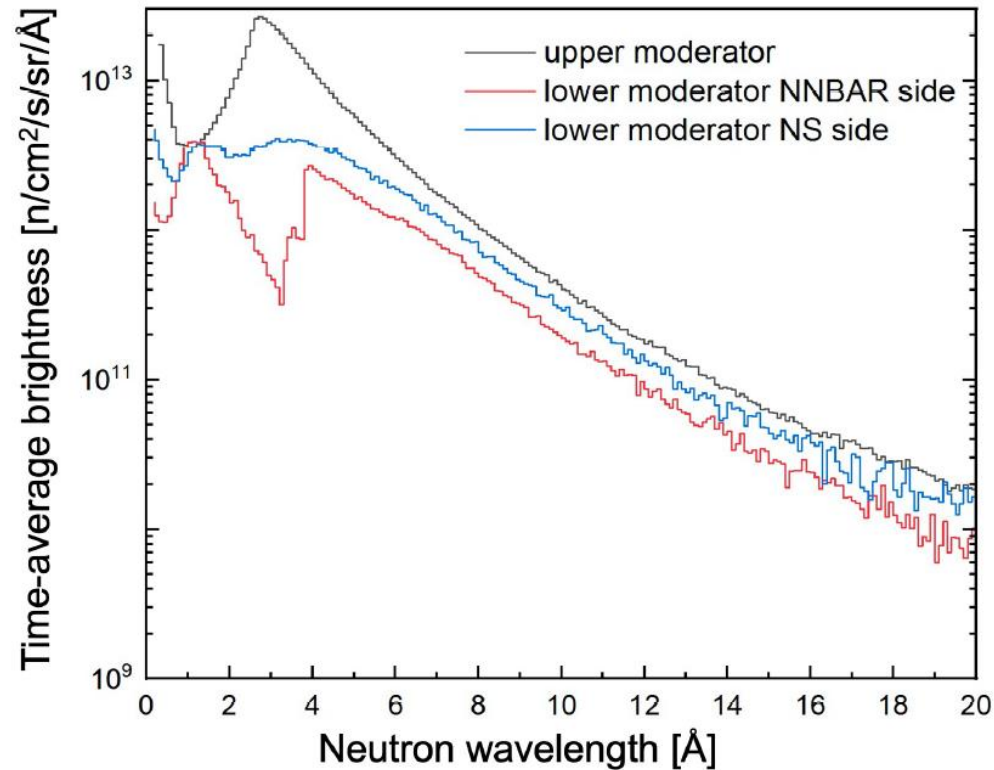 Time-average brightness [n/cm²/s/sr/Å]
10¹³
10¹¹
10⁹
upper moderator
lower moderator NNBAR side
lower moderator NS side
0 2 4 6 8 10 12 14 16 18 20
Neutron wavelength [Å]